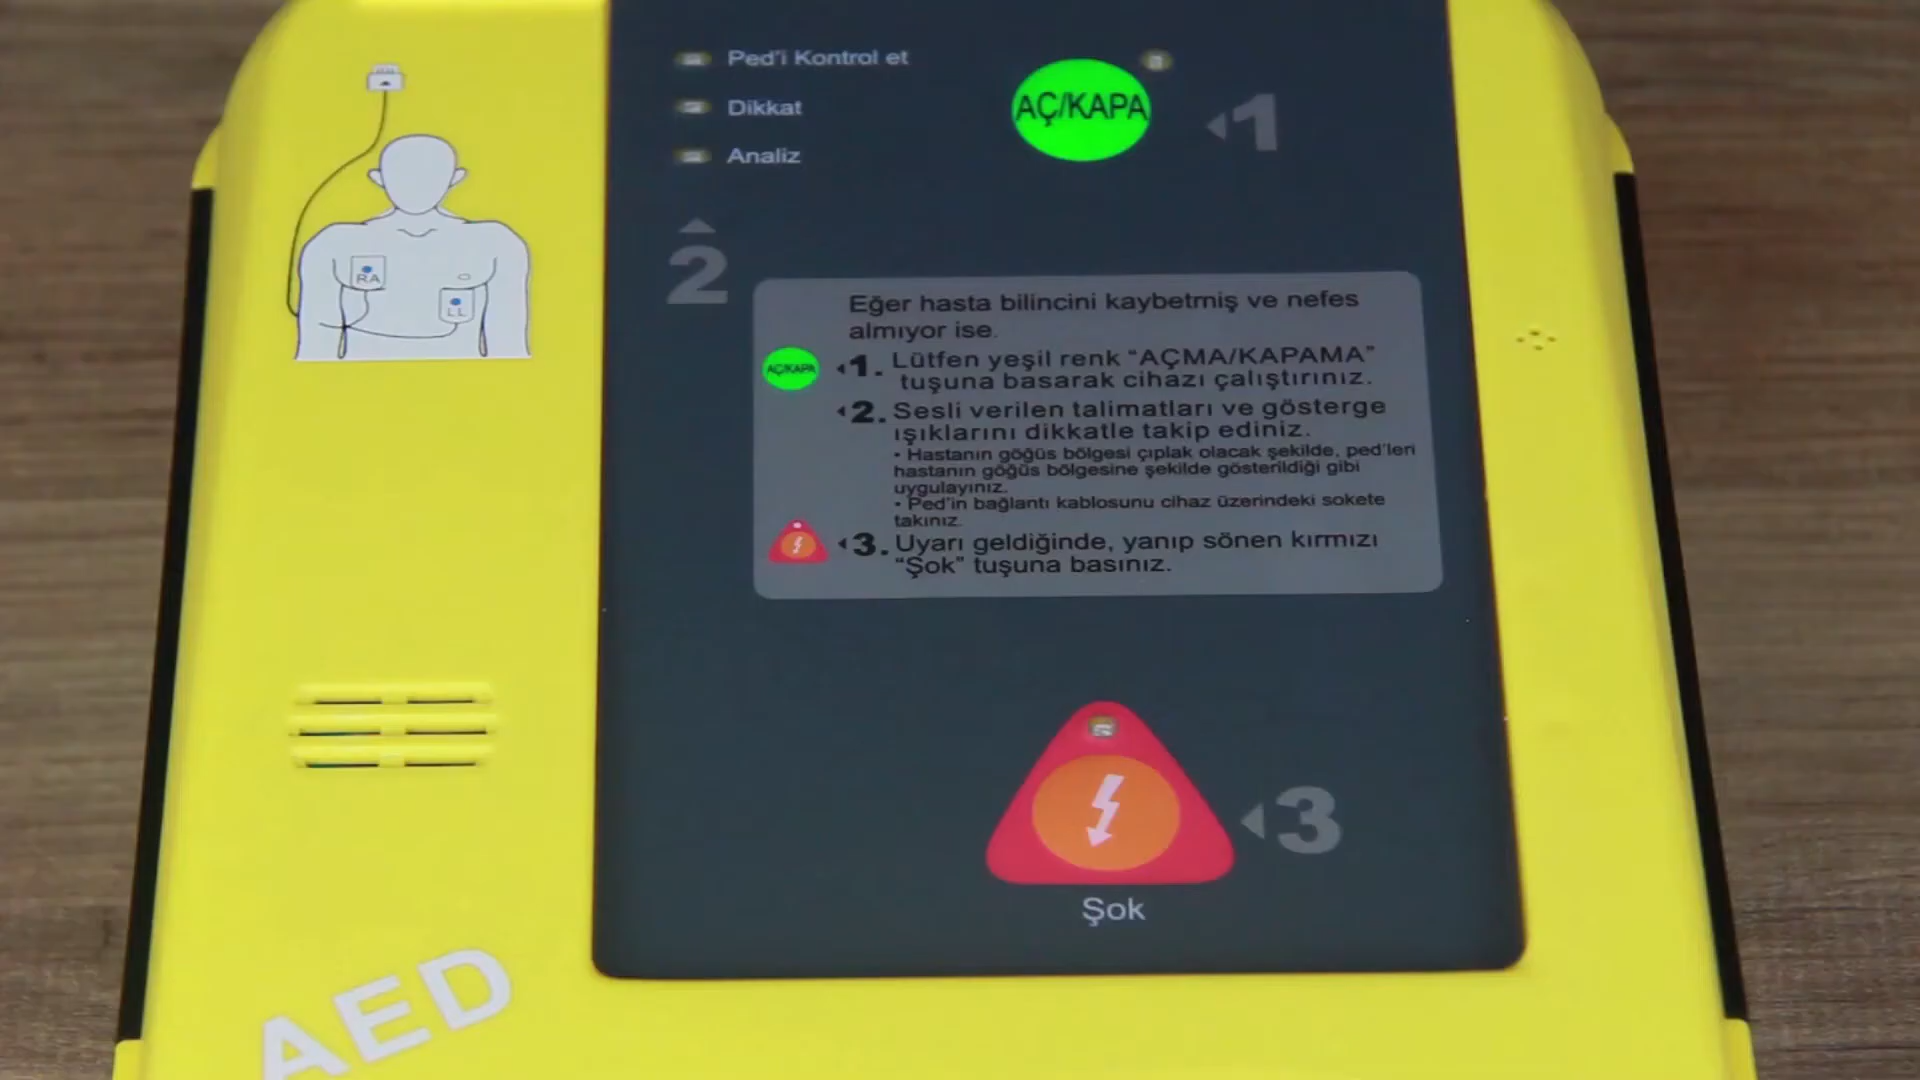 Ped'i Kontrol et
Dikkat
Analiz
AÇ/KAPA
1
2
RA
LL
Eğer hasta bilincini kaybetmiş ve nefes
almıyor ise.
AÇ/KAPA
1. Lütfen yeşil renk "AÇMA/KAPAMA"
tuşuna basarak cihazı çalıştırınız.
2. Sesli verilen talimatları ve gösterge
ışıklarını dikkatle takip ediniz.
• Hastanın göğüs bölgesi çıplak olacak şekilde, ped'leri
hastanın göğüs bölgesine şekilde gösterildiği gibi
uygulayınız.
• Ped'in bağlantı kablosunu cihaz üzerindeki sokete
takınız.
3. Uyarı geldiğinde, yanıp sönen kırmızı
"Şok" tuşuna basınız.
3
Şok
AED